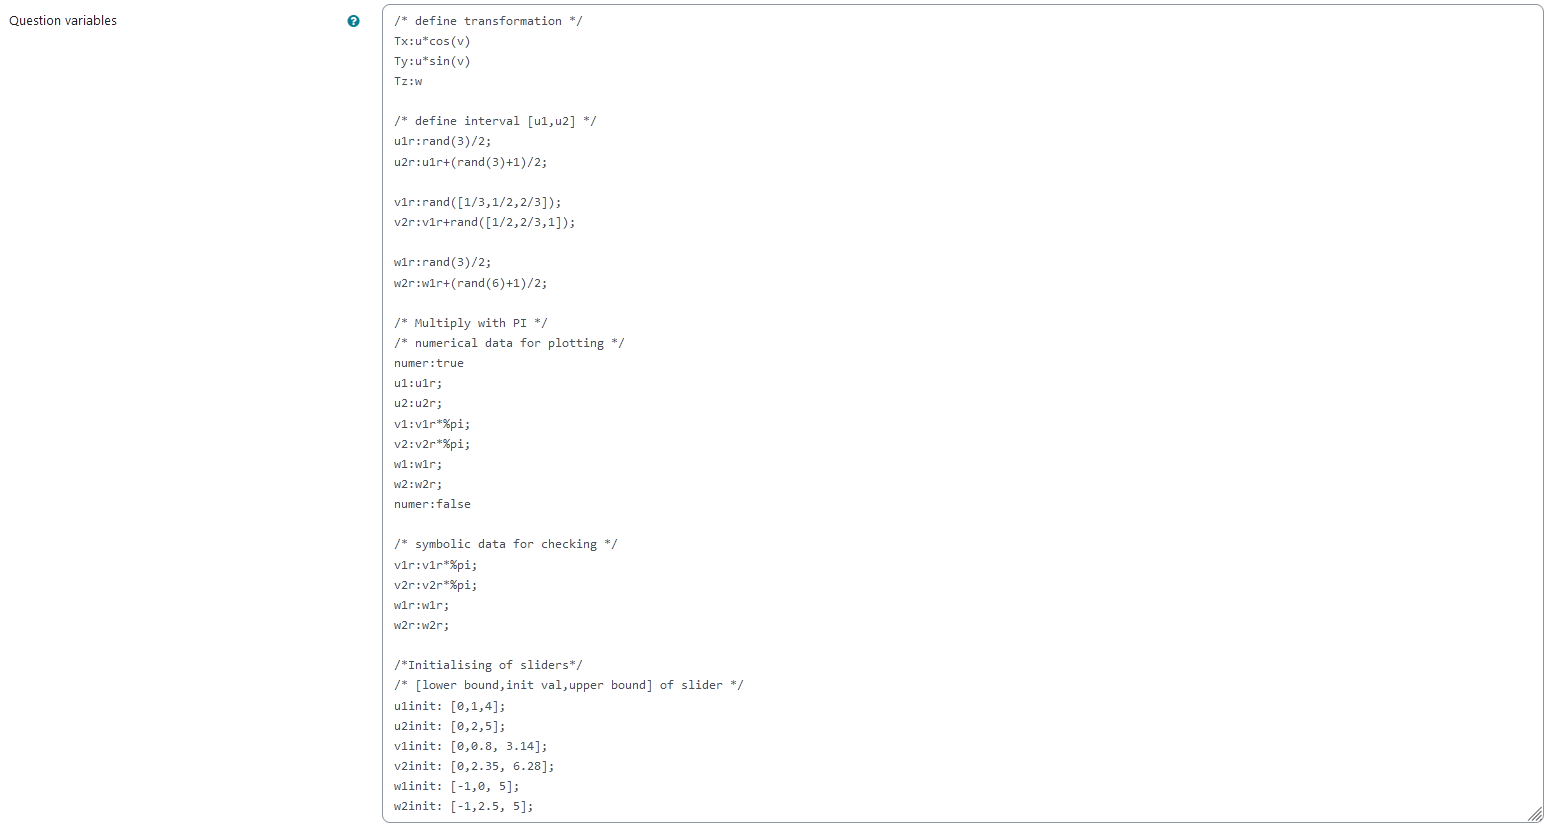 Question variables
/* define transformation */
Tx:u*cos(v)
Ty:u*sin(v)
Tz:w
/* define interval [u1,u2] */
u1r:rand(3)/2;
u2r:u1r+(rand(3)+1)/2;
v1r:rand([1/3,1/2,2/3]);
v2r:v1r+rand([1/2,2/3,1]);
w1r:rand(3)/2;
w2r:w1r+(rand(6)+1)/2;
/* Multiply with PI */
/* numerical data for plotting */
numer:true
u1:u1r;
u2:u2r;
v1:v1r*%pi;
v2:v2r*%pi;
w1:w1r;
w2:w2r;
numer:false
/* symbolic data for checking */
v1r:v1r*%pi;
v2r:v2r*%pi;
w1r:w1r;
w2r:w2r;
/*Initialising of sliders*/
/* [lower bound,init val,upper bound] of slider */
u1init: [0,1,4];
u2init: [0,2,5];
v1init: [0,0.8, 3.14];
v2init: [0,2.35, 6.28];
w1init: [-1,0, 5];
w2init: [-1,2.5, 5];